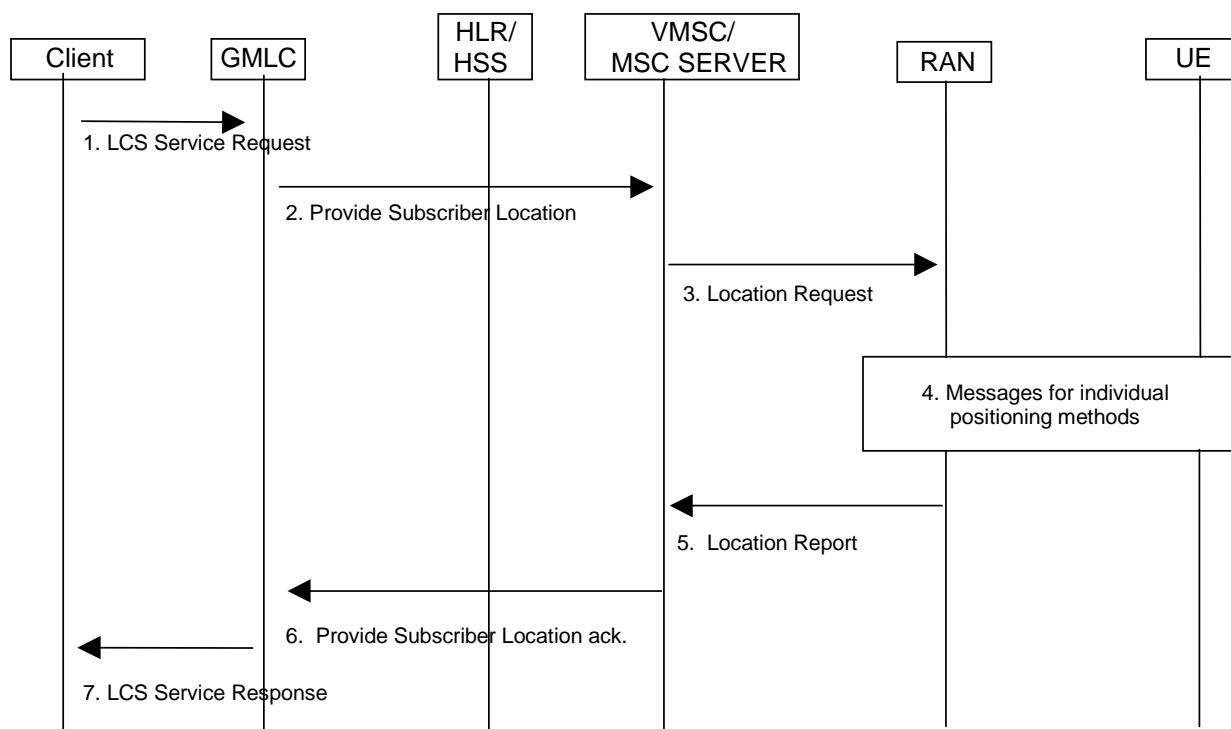 Client
GMLC
HLR/
HSS
VMSC/
MSC SERVER
RAN
UE
1. LCS Service Request
2. Provide Subscriber Location
3. Location Request
4. Messages for individual
positioning methods
5. Location Report
6. Provide Subscriber Location ack.
7. LCS Service Response